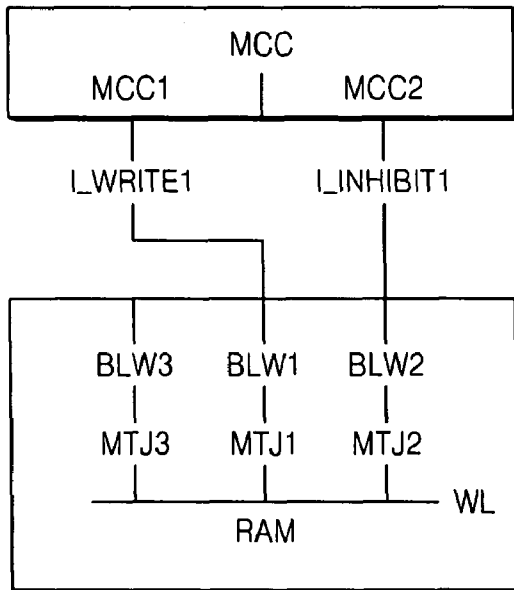 MCC
MCC1 MCC2
I_WRITE1 I_INHIBIT1
BLW3 BLW1 BLW2
MTJ3 MTJ1 MTJ2
WL
RAM